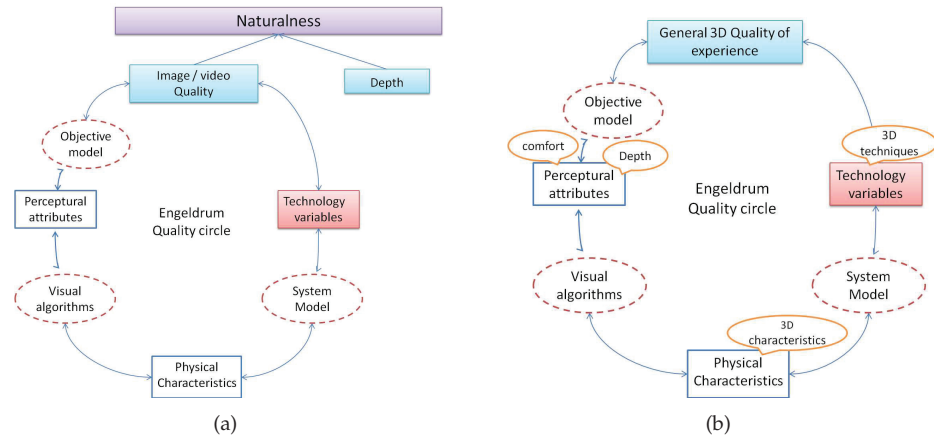 Naturalness
Image / video
Quality
Depth
Objective
model
Perceptural
attributes
Engeldrum
Quality circle
Technology
variables
Visual
algorithms
System
Model
Physical
Characteristics
(a)
General 3D Quality of
experience
Objective
model
3D
techniques
comfort
Depth
Perceptural
attributes
Technology
variables
Engeldrum
Quality circle
Visual
algorithms
System
Model
3D
characteristics
Physical
Characteristics
(b)